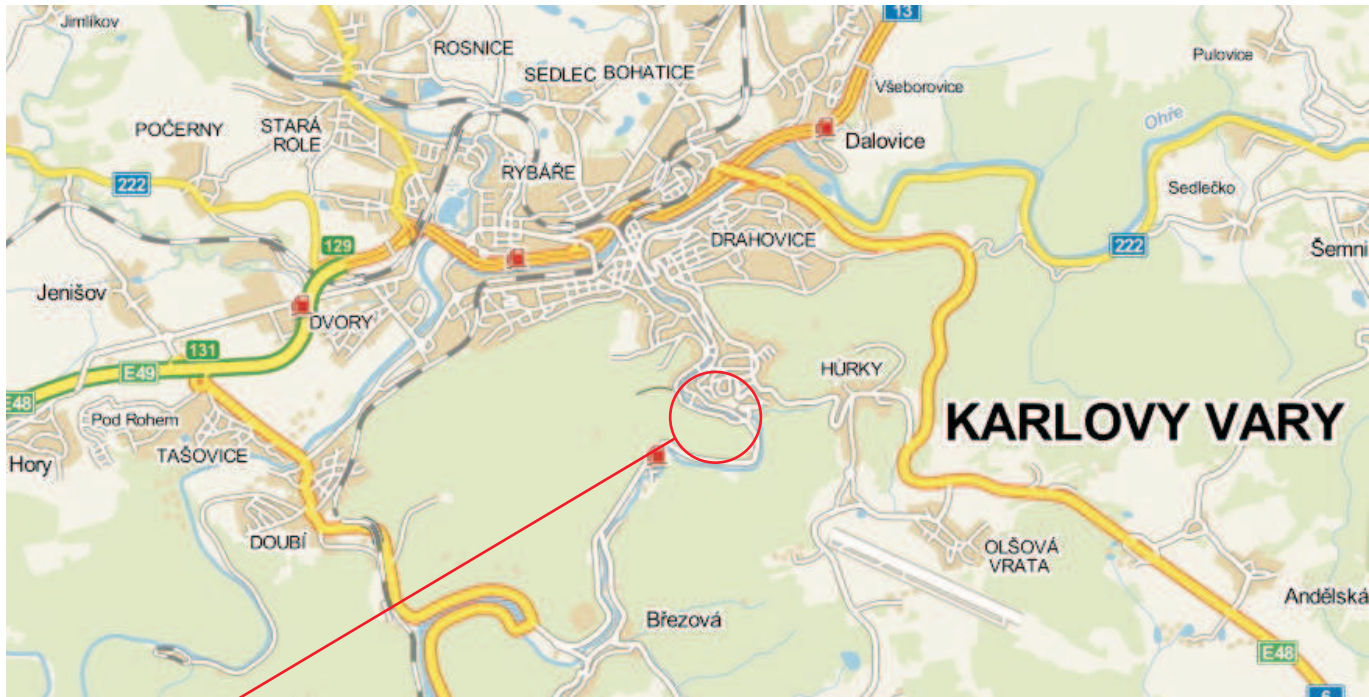 Jimlíkov
13
ROSNICE
SEDLEC
BOHATICE
Pulovice
Všeborovice
Ohře
POČERNY
STARÁ
ROLE
Dalovice
RYBÁŘE
222
Sedlečko
129
DRAHOVICE
222
Šemni
Jenišov
DVORY
131
E49
HŮRKY
E48
Pod Rohem
KARLOVY VARY
TAŠOVICE
Hory
DOUBÍ
OLŠOVÁ
VRATA
Andělská
Březová
E48
6